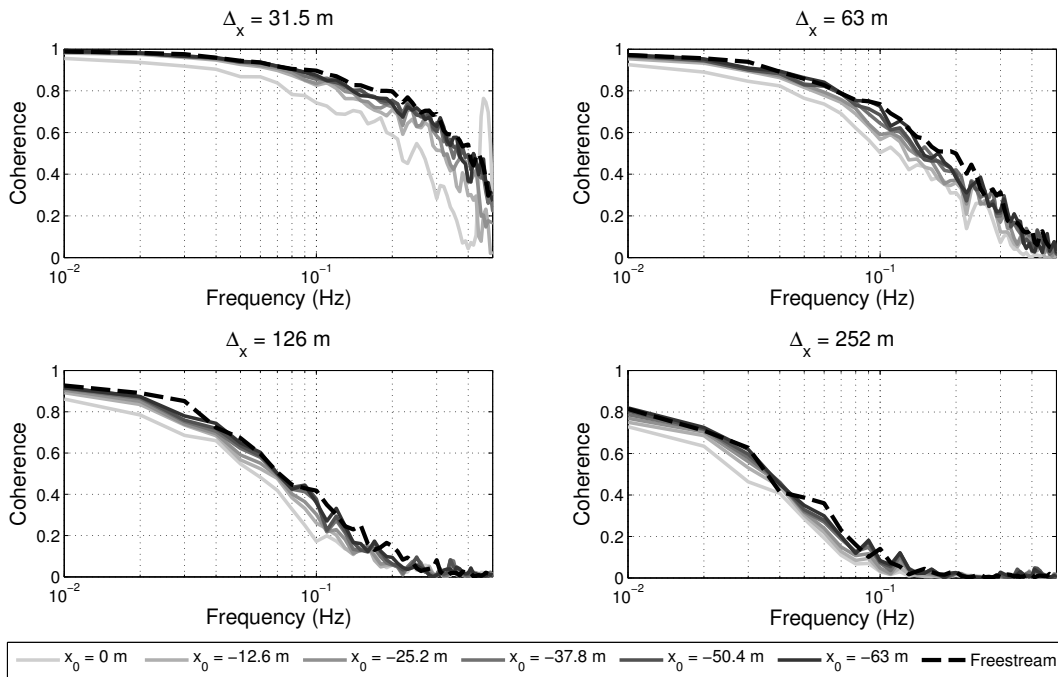 Δx = 31.5 m
Coherence
1
0.8
0.6
0.4
0.2
0
10⁻²
10⁻¹
Frequency (Hz)
Δx = 63 m
Coherence
1
0.8
0.6
0.4
0.2
0
10⁻²
10⁻¹
Frequency (Hz)
Δx = 126 m
Coherence
1
0.8
0.6
0.4
0.2
0
10⁻²
10⁻¹
Frequency (Hz)
Δx = 252 m
Coherence
1
0.8
0.6
0.4
0.2
0
10⁻²
10⁻¹
Frequency (Hz)
x₀ = 0 m x₀ = −12.6 m x₀ = −25.2 m x₀ = −37.8 m x₀ = −50.4 m x₀ = −63 m Freestream